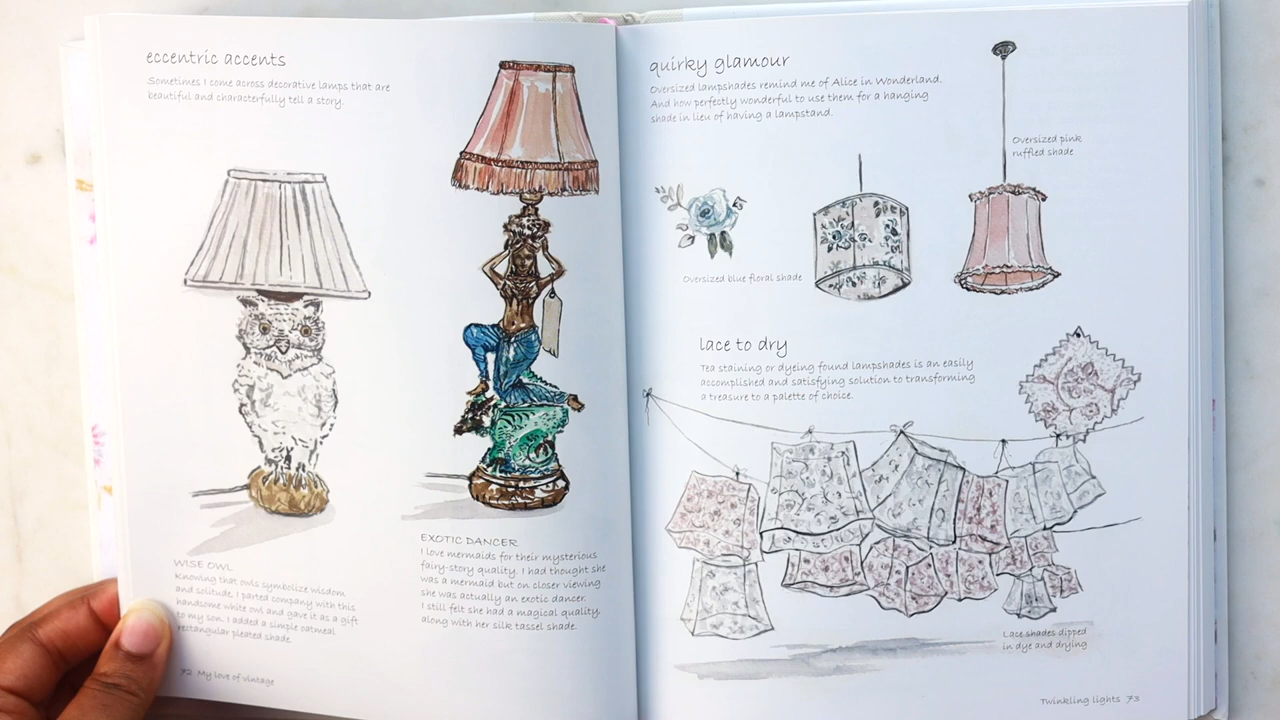 eccentric accents
Sometimes I come across decorative lamps that are
beautiful and characterfully tell a story.
WISE OWL
Knowing that owls symbolize wisdom
and solitude, I parted company with this
handsome white owl and gave it as a gift
to my son. I added a simple oatmeal
rectangular pleated shade.
EXOTIC DANCER
I love mermaids for their mysterious
fairy-story quality. I had thought she
was a mermaid but on closer viewing
she was actually an exotic dancer.
I still felt she had a magical quality,
along with her silk tassel shade.
72 My love of vintage
quirky glamour
Oversized lampshades remind me of Alice in Wonderland.
And how perfectly wonderful to use them for a hanging
shade in lieu of having a lampstand.
Oversized pink
ruffled shade
Oversized blue floral shade
lace to dry
Tea staining or dyeing found lampshades is an easily
accomplished and satisfying solution to transforming
a treasure to a palette of choice.
Lace shades dipped
in dye and drying
Twinkling lights 73